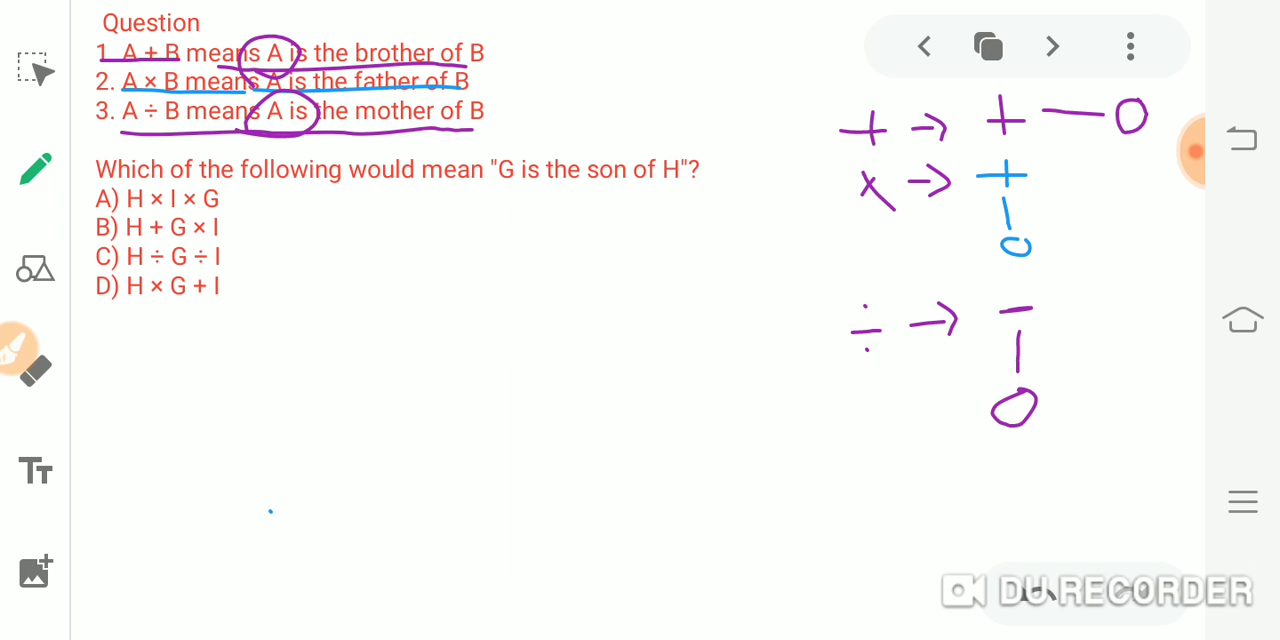 Question
1. A + B means A is the brother of B
2. A × B means A is the father of B
3. A ÷ B means A is the mother of B
Which of the following would mean "G is the son of H"?
A) H × I × G
B) H + G × I
C) H ÷ G ÷ I
D) H × G + I
+ → + — O
× → +
O
÷ → −
O
TT
DU RECORDER